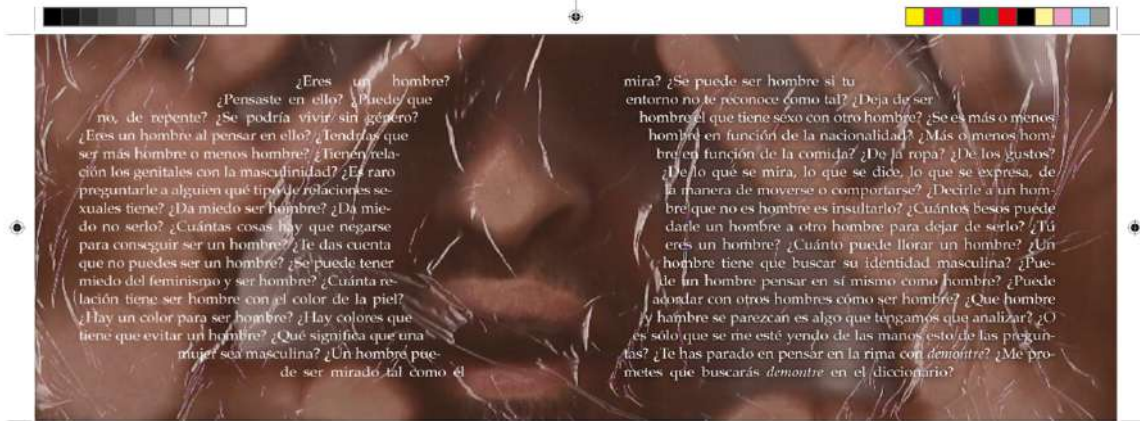 ¿Eres un hombre?
¿Pensaste en ello? ¿Puede que
no, de repente? ¿Se podría vivir sin género?
¿Eres un hombre al pensar en ello? ¿Tendrías que
ser más hombre o menos hombre? ¿Tienen rela-
ción los genitales con la masculinidad? ¿Es raro
preguntarle a alguien qué tipo de relaciones se-
xuales tiene? ¿Da miedo ser hombre? ¿Da mie-
do no serlo? ¿Cuántas cosas hay que negarse
para conseguir ser un hombre? ¿Te das cuenta
que no puedes ser un hombre? ¿Se puede tener
miedo del feminismo y ser hombre? ¿Cuánta re-
lación tiene ser hombre con el color de la piel?
¿Hay un color para ser hombre? ¿Hay colores que
tiene que evitar un hombre? ¿Qué significa que una
mujer sea masculina? ¿Un hombre pue-
de ser mirado tal como él
mira? ¿Se puede ser hombre si tu
entorno no te reconoce como tal? ¿Deja de ser
hombre el que tiene sexo con otro hombre? ¿Se es más o menos
hombre en función de la nacionalidad? ¿Más o menos hom-
bre en función de la comida? ¿De la ropa? ¿De los gustos?
¿De lo qué se mira, lo que se dice, lo que se expresa, de
la manera de moverse o comportarse? ¿Decirle a un hom-
bre que no es hombre es insultarlo? ¿Cuántos besos puede
darle un hombre a otro hombre para dejar de serlo? ¿Tú
eres un hombre? ¿Cuánto puede llorar un hombre? ¿Un
hombre tiene que buscar su identidad masculina? ¿Pue-
de un hombre pensar en sí mismo como hombre? ¿Puede
acordar con otros hombres cómo ser hombre? ¿Que hombre
y hambre se parezcan es algo que tengamos que analizar? ¿O
es sólo que se me esté yendo de las manos esto de las pregun-
tas? ¿Te has parado en pensar en la rima con demontre? ¿Me pro-
metes que buscarás demontre en el diccionario?